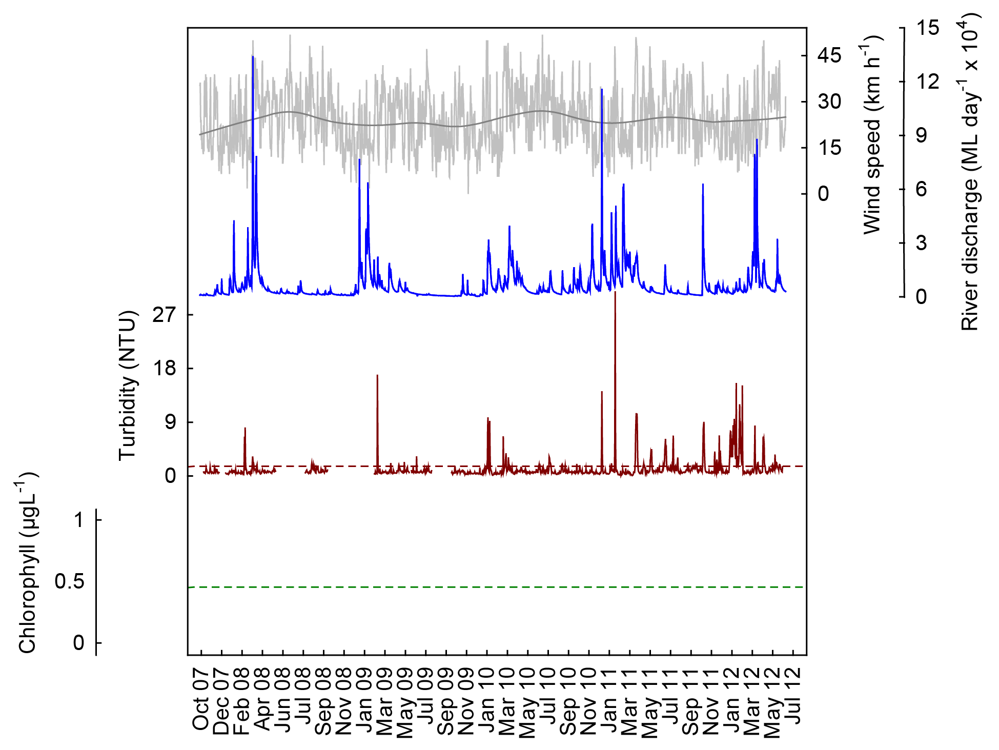 15
12
9
6
3
0
River discharge (ML day⁻¹ x 10⁴)
45
30
15
0
Wind speed (km h⁻¹)
27
18
9
0
Turbidity (NTU)
1
0.5
0
Chlorophyll (µgL⁻¹)
Oct 07
Dec 07
Feb 08
Apr 08
Jun 08
Jul 08
Sep 08
Nov 08
Jan 09
Mar 09
May 09
Jul 09
Sep 09
Nov 09
Jan 10
Mar 10
May 10
Jul 10
Sep 10
Nov 10
Jan 11
Mar 11
May 11
Jul 11
Sep 11
Nov 11
Jan 12
Mar 12
May 12
Jul 12